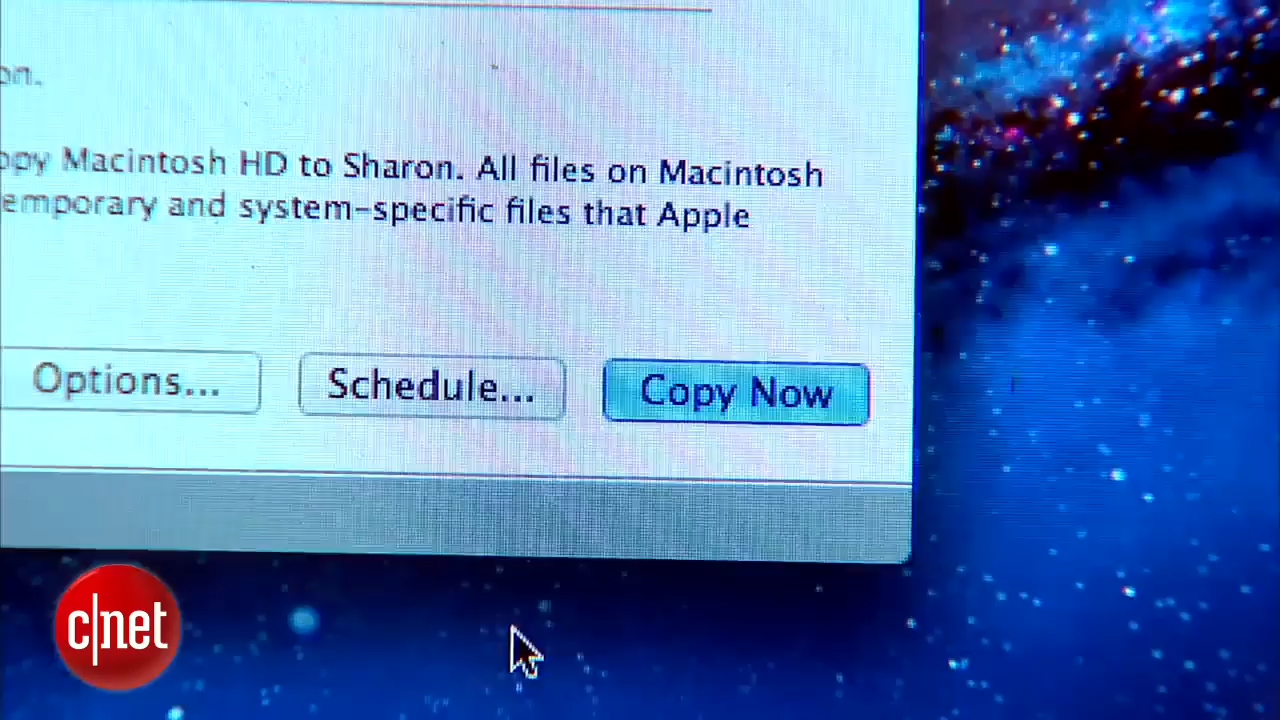 on.
opy Macintosh HD to Sharon. All files on Macintosh
emporary and system-specific files that Apple
Options...
Schedule...
Copy Now
c|net